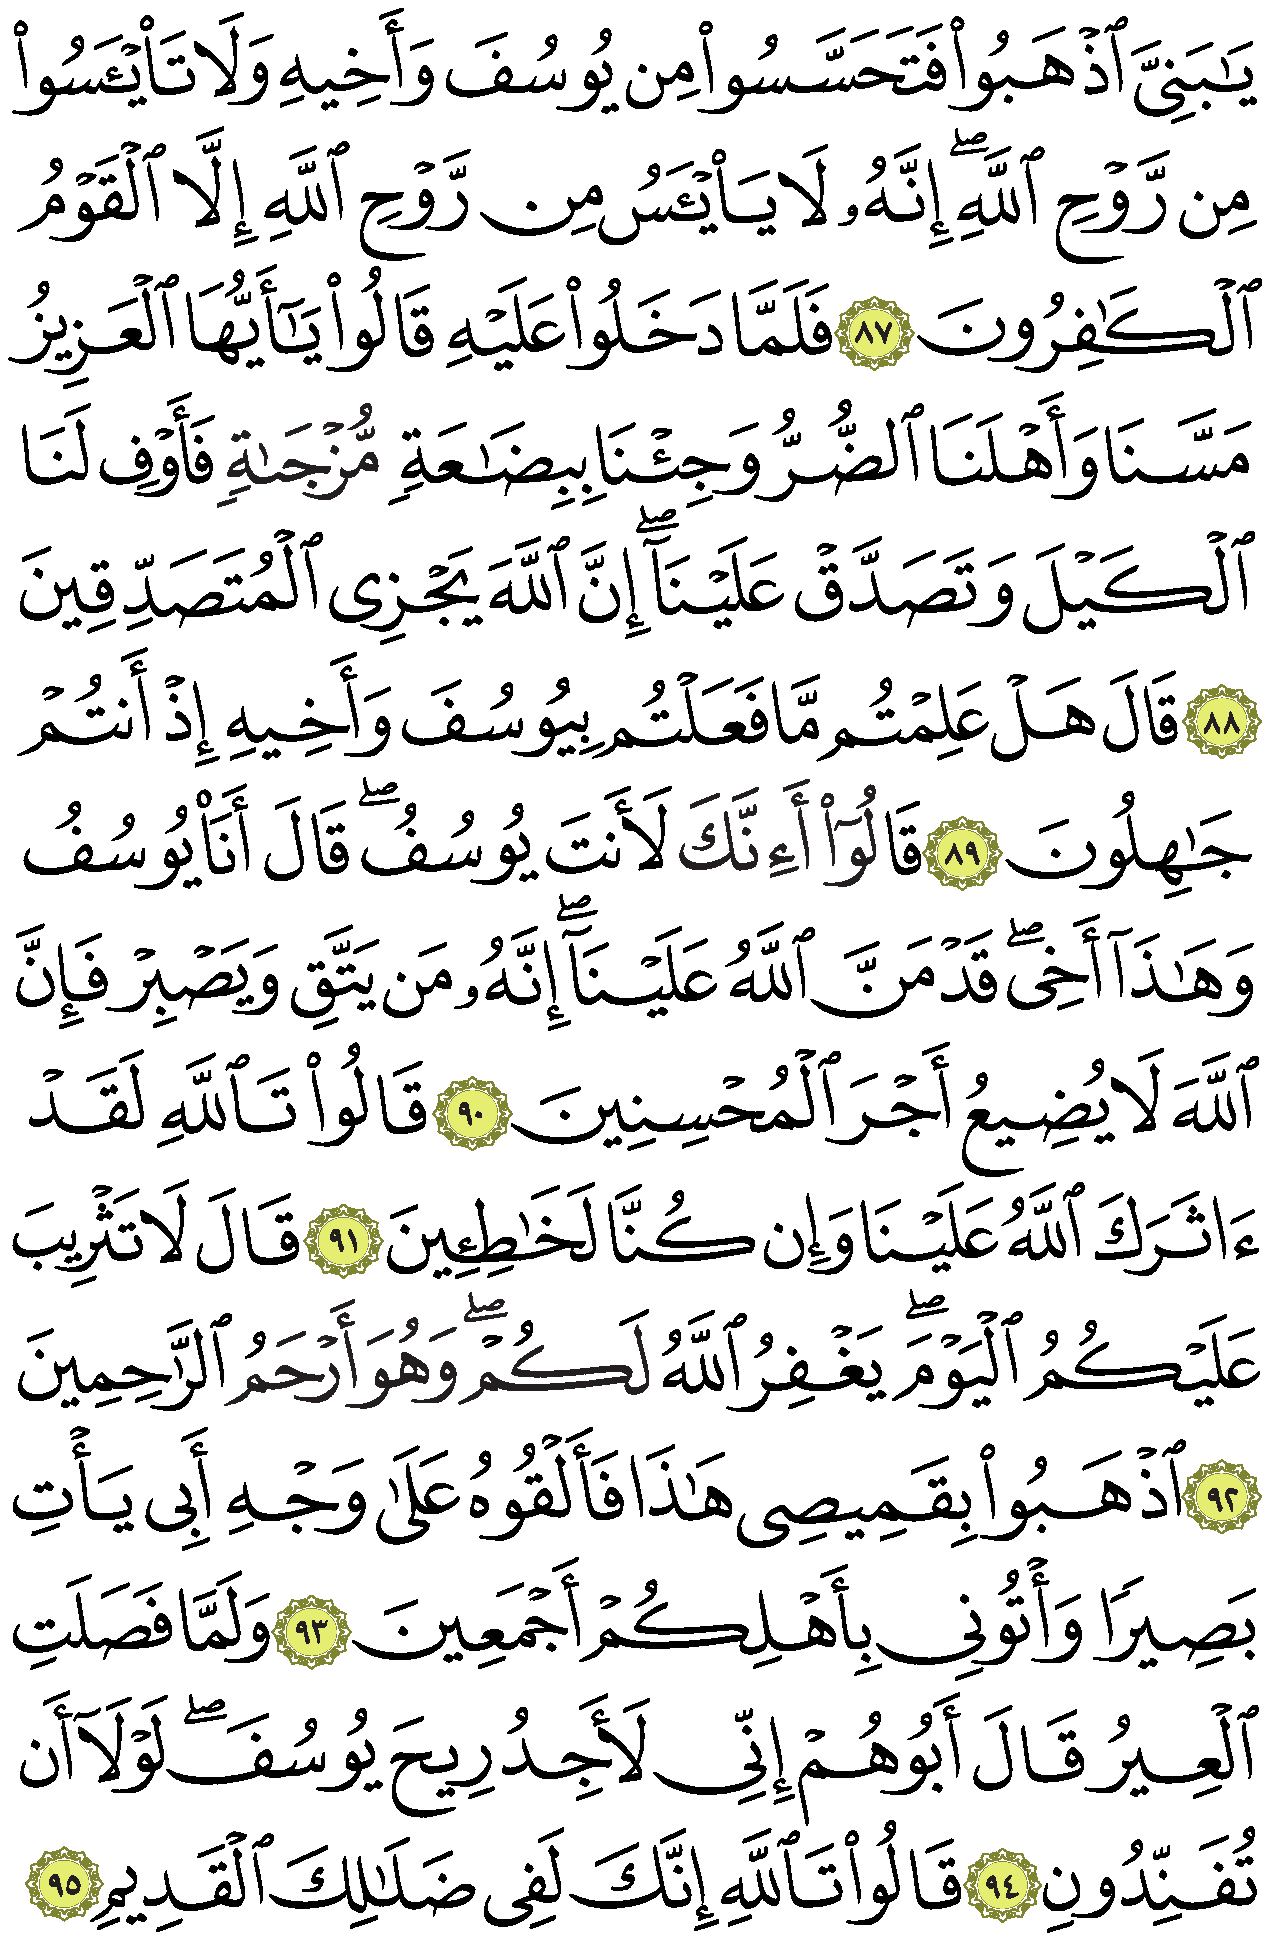 يَـٰبَنِىَّ ٱذْهَبُوا۟ فَتَحَسَّسُوا۟ مِن يُوسُفَ وَأَخِيهِ وَلَا تَا۟يْـَٔسُوا۟
مِن رَّوْحِ ٱللَّهِ ۖ إِنَّهُۥ لَا يَا۟يْـَٔسُ مِن رَّوْحِ ٱللَّهِ إِلَّا ٱلْقَوْمُ
ٱلْكَـٰفِرُونَ ٨٧ فَلَمَّا دَخَلُوا۟ عَلَيْهِ قَالُوا۟ يَـٰٓأَيُّهَا ٱلْعَزِيزُ
مَسَّنَا وَأَهْلَنَا ٱلضُّرُّ وَجِئْنَا بِبِضَـٰعَةٍ مُّزْجَىٰةٍ فَأَوْفِ لَنَا
ٱلْكَيْلَ وَتَصَدَّقْ عَلَيْنَآ ۖ إِنَّ ٱللَّهَ يَجْزِى ٱلْمُتَصَدِّقِينَ
٨٨ قَالَ هَلْ عَلِمْتُم مَّا فَعَلْتُم بِيُوسُفَ وَأَخِيهِ إِذْ أَنتُمْ
جَـٰهِلُونَ ٨٩ قَالُوٓا۟ أَءِنَّكَ لَأَنتَ يُوسُفُ ۖ قَالَ أَنَا۠ يُوسُفُ
وَهَـٰذَآ أَخِى ۖ قَدْ مَنَّ ٱللَّهُ عَلَيْنَآ ۖ إِنَّهُۥ مَن يَتَّقِ وَيَصْبِرْ فَإِنَّ
ٱللَّهَ لَا يُضِيعُ أَجْرَ ٱلْمُحْسِنِينَ ٩٠ قَالُوا۟ تَٱللَّهِ لَقَدْ
ءَاثَرَكَ ٱللَّهُ عَلَيْنَا وَإِن كُنَّا لَخَـٰطِـِٔينَ ٩١ قَالَ لَا تَثْرِيبَ
عَلَيْكُمُ ٱلْيَوْمَ ۖ يَغْفِرُ ٱللَّهُ لَكُمْ ۖ وَهُوَ أَرْحَمُ ٱلرَّٰحِمِينَ
٩٢ ٱذْهَبُوا۟ بِقَمِيصِى هَـٰذَا فَأَلْقُوهُ عَلَىٰ وَجْهِ أَبِى يَأْتِ
بَصِيرًا وَأْتُونِى بِأَهْلِكُمْ أَجْمَعِينَ ٩٣ وَلَمَّا فَصَلَتِ
ٱلْعِيرُ قَالَ أَبُوهُمْ إِنِّى لَأَجِدُ رِيحَ يُوسُفَ ۖ لَوْلَآ أَن
تُفَنِّدُونِ ٩٤ قَالُوا۟ تَٱللَّهِ إِنَّكَ لَفِى ضَلَـٰلِكَ ٱلْقَدِيمِ ٩٥